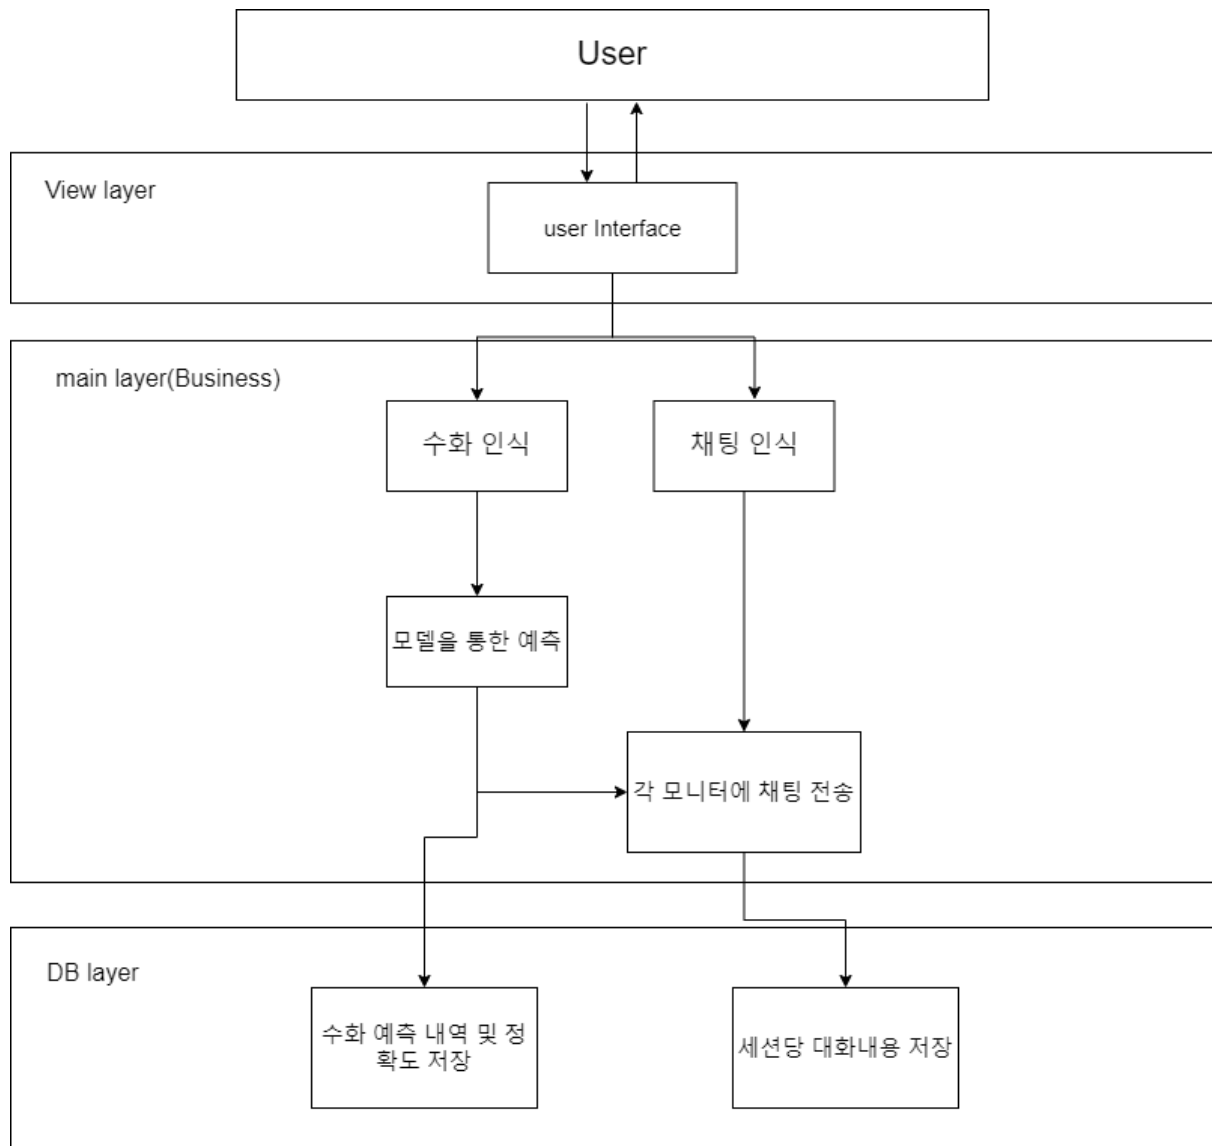 User
View layer
user Interface
main layer(Business)
수화 인식
채팅 인식
모델을 통한 예측
각 모니터에 채팅 전송
DB layer
수화 예측 내역 및 정
확도 저장
세션당 대화내용 저장